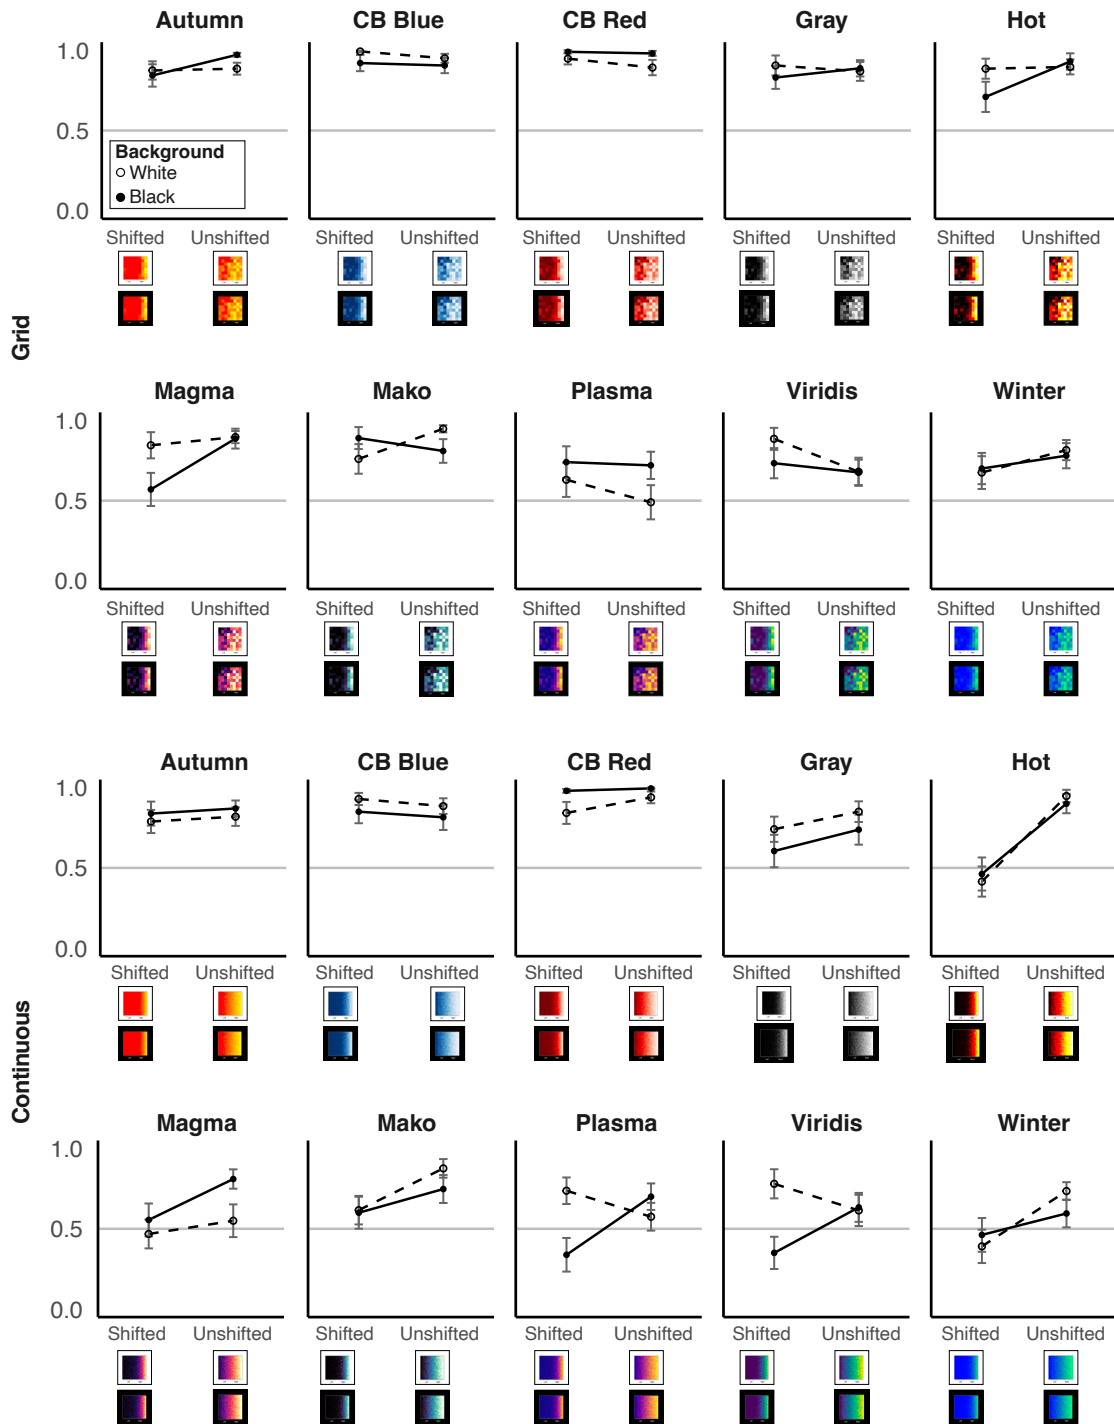 Autumn CB Blue CB Red Gray Hot
1.0
0.5
0.0
Background
White
Black
Shifted Unshifted Shifted Unshifted Shifted Unshifted Shifted Unshifted Shifted Unshifted
Grid
Magma Mako Plasma Viridis Winter
1.0
0.5
0.0
Shifted Unshifted Shifted Unshifted Shifted Unshifted Shifted Unshifted Shifted Unshifted
Autumn CB Blue CB Red Gray Hot
1.0
0.5
0.0
Shifted Unshifted Shifted Unshifted Shifted Unshifted Shifted Unshifted Shifted Unshifted
Continuous
Magma Mako Plasma Viridis Winter
1.0
0.5
0.0
Shifted Unshifted Shifted Unshifted Shifted Unshifted Shifted Unshifted Shifted Unshifted